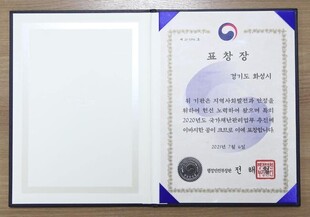 표 창 장
경기도 화성시
위 기관은 지역사회발전과 안정을
위하여 헌신 노력하여 왔으며 특히
2020년도 국가재난관리업무 추진에
이바지한 공이 크므로 이에 표창합니다.
2021년 5월
행정안전부장관 전 해